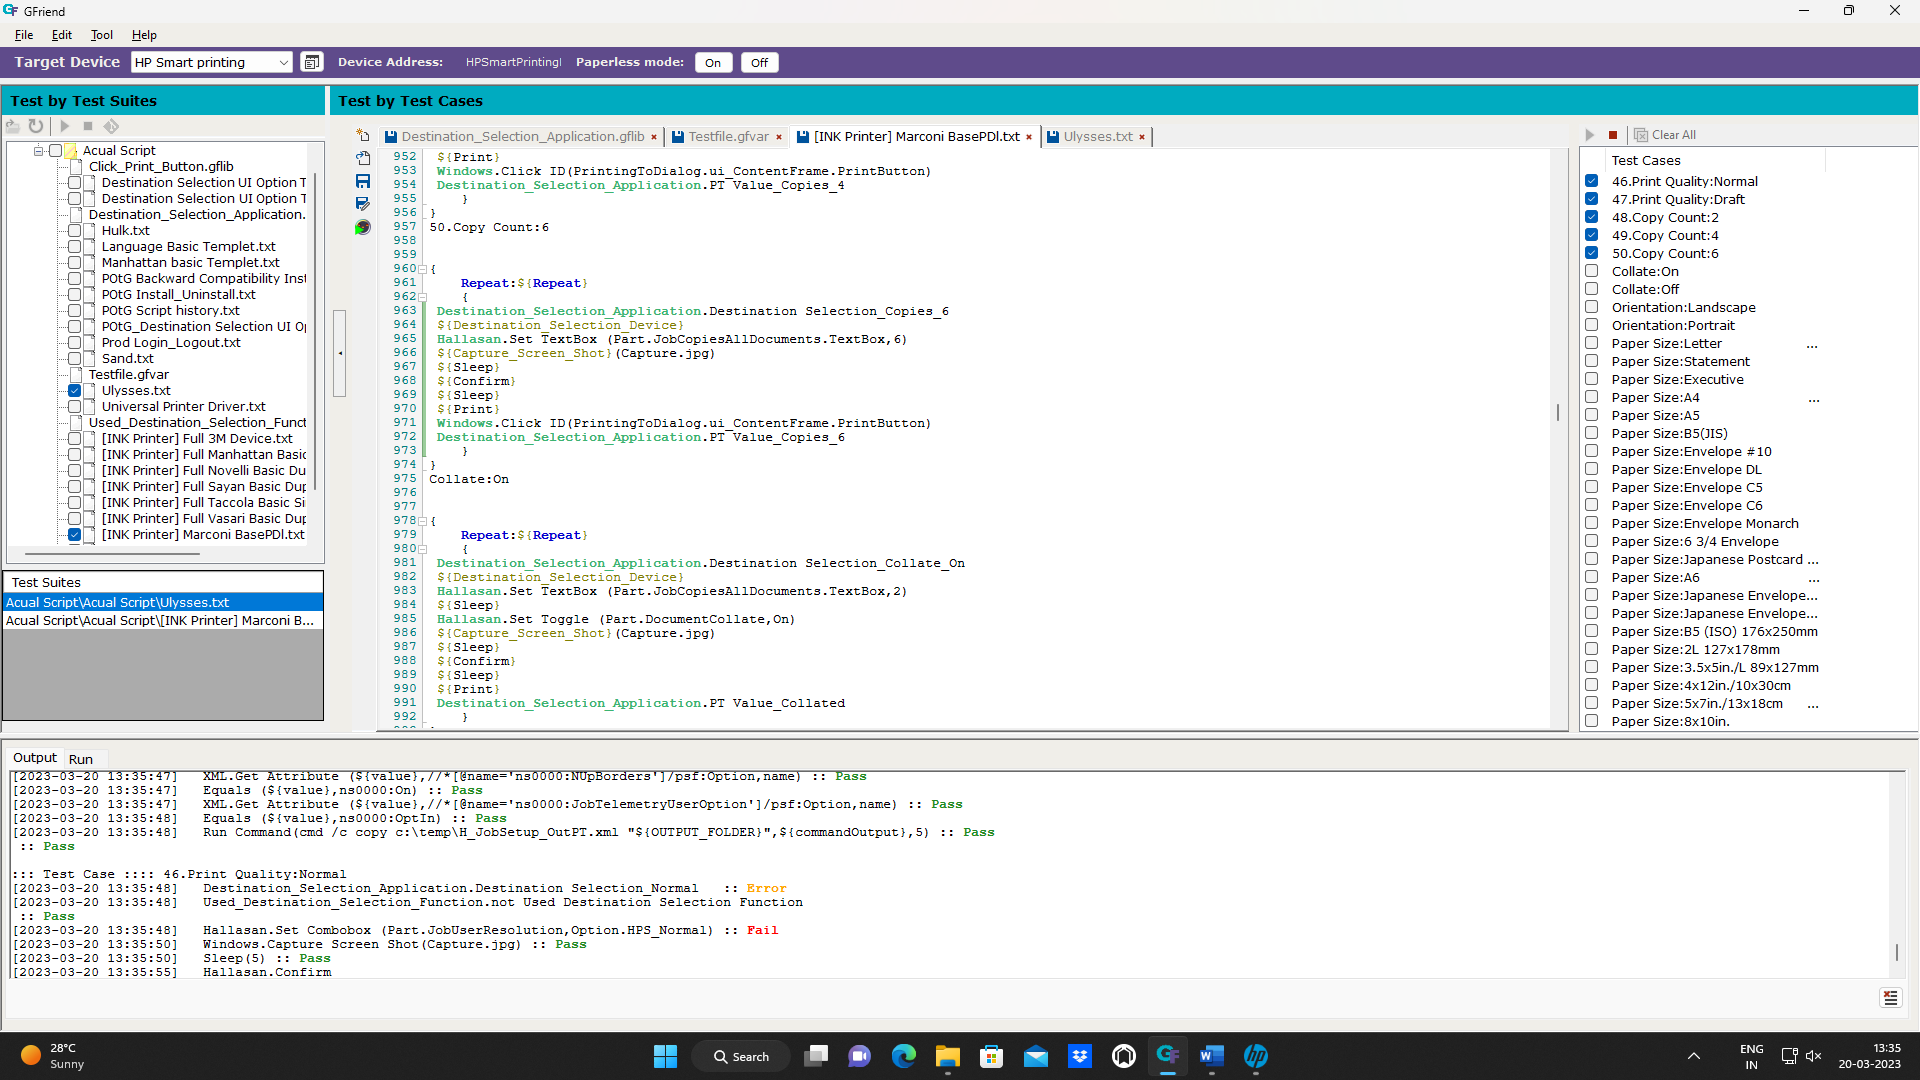 GFriend
File Edit Tool Help
Target Device HP Smart printing Device Address: HPSmartPrintingI Paperless mode: On Off
Test by Test Suites
Acual Script
Click_Print_Button.gflib
Destination Selection UI Option T
Destination Selection UI Option T
Destination_Selection_Application.
Hulk.txt
Language Basic Templet.txt
Manhattan basic Templet.txt
POtG Backward Compatibility Inst
POtG Install_Uninstall.txt
POtG Script history.txt
POtG_Destination Selection UI Op
Prod Login_Logout.txt
Sand.txt
Testfile.gfvar
Ulysses.txt
Universal Printer Driver.txt
Used_Destination_Selection_Funct
[INK Printer] Full 3M Device.txt
[INK Printer] Full Manhattan Basic
[INK Printer] Full Novelli Basic Du
[INK Printer] Full Sayan Basic Dup
[INK Printer] Full Taccola Basic Si
[INK Printer] Full Vasari Basic Dup
[INK Printer] Marconi BasePDl.txt
Test Suites
Acual Script\Acual Script\Ulysses.txt
Acual Script\Acual Script\[INK Printer] Marconi B...
Test by Test Cases
Destination_Selection_Application.gflib Testfile.gfvar [INK Printer] Marconi BasePDl.txt Ulysses.txt
952 ${Print}
953 Windows.Click ID(PrintingToDialog.ui_ContentFrame.PrintButton)
954 Destination_Selection_Application.PT Value_Copies_4
955 }
956 }
957 50.Copy Count:6
958
959
960 {
961 Repeat:${Repeat}
962 {
963 Destination_Selection_Application.Destination Selection_Copies_6
964 ${Destination_Selection_Device}
965 Hallasan.Set TextBox (Part.JobCopiesAllDocuments.TextBox,6)
966 ${Capture_Screen_Shot}(Capture.jpg)
967 ${Sleep}
968 ${Confirm}
969 ${Sleep}
970 ${Print}
971 Windows.Click ID(PrintingToDialog.ui_ContentFrame.PrintButton)
972 Destination_Selection_Application.PT Value_Copies_6
973 }
974 }
975 Collate:On
976
977
978 {
979 Repeat:${Repeat}
980 {
981 Destination_Selection_Application.Destination Selection_Collate_On
982 ${Destination_Selection_Device}
983 Hallasan.Set TextBox (Part.JobCopiesAllDocuments.TextBox,2)
984 ${Sleep}
985 Hallasan.Set Toggle (Part.DocumentCollate,On)
986 ${Capture_Screen_Shot}(Capture.jpg)
987 ${Sleep}
988 ${Confirm}
989 ${Sleep}
990 ${Print}
991 Destination_Selection_Application.PT Value_Collated
992 }
Clear All
Test Cases
46.Print Quality:Normal
47.Print Quality:Draft
48.Copy Count:2
49.Copy Count:4
50.Copy Count:6
Collate:On
Collate:Off
Orientation:Landscape
Orientation:Portrait
Paper Size:Letter ...
Paper Size:Statement
Paper Size:Executive
Paper Size:A4 ...
Paper Size:A5
Paper Size:B5(JIS)
Paper Size:Envelope #10
Paper Size:Envelope DL
Paper Size:Envelope C5
Paper Size:Envelope C6
Paper Size:Envelope Monarch
Paper Size:6 3/4 Envelope
Paper Size:Japanese Postcard ...
Paper Size:A6 ...
Paper Size:Japanese Envelope...
Paper Size:Japanese Envelope...
Paper Size:B5 (ISO) 176x250mm
Paper Size:2L 127x178mm
Paper Size:3.5x5in./L 89x127mm
Paper Size:4x12in./10x30cm
Paper Size:5x7in./13x18cm ...
Paper Size:8x10in.
Output Run
[2023-03-20 13:35:47] XML.Get Attribute (${value},//*[@name='ns0000:NUpBorders']/psf:Option,name) :: Pass
[2023-03-20 13:35:47] Equals (${value},ns0000:On) :: Pass
[2023-03-20 13:35:47] XML.Get Attribute (${value},//*[@name='ns0000:JobTelemetryUserOption']/psf:Option,name) :: Pass
[2023-03-20 13:35:48] Equals (${value},ns0000:OptIn) :: Pass
[2023-03-20 13:35:48] Run Command(cmd /c copy c:\temp\H_JobSetup_OutPT.xml "${OUTPUT_FOLDER}",${commandOutput},5) :: Pass
:: Pass
::: Test Case :::: 46.Print Quality:Normal
[2023-03-20 13:35:48] Destination_Selection_Application.Destination Selection_Normal :: Error
[2023-03-20 13:35:48] Used_Destination_Selection_Function.not Used Destination Selection Function
:: Pass
[2023-03-20 13:35:48] Hallasan.Set Combobox (Part.JobUserResolution,Option.HPS_Normal) :: Fail
[2023-03-20 13:35:50] Windows.Capture Screen Shot(Capture.jpg) :: Pass
[2023-03-20 13:35:50] Sleep(5) :: Pass
[2023-03-20 13:35:55] Hallasan.Confirm
28°C
Sunny
Search
ENG
IN
13:35
20-03-2023